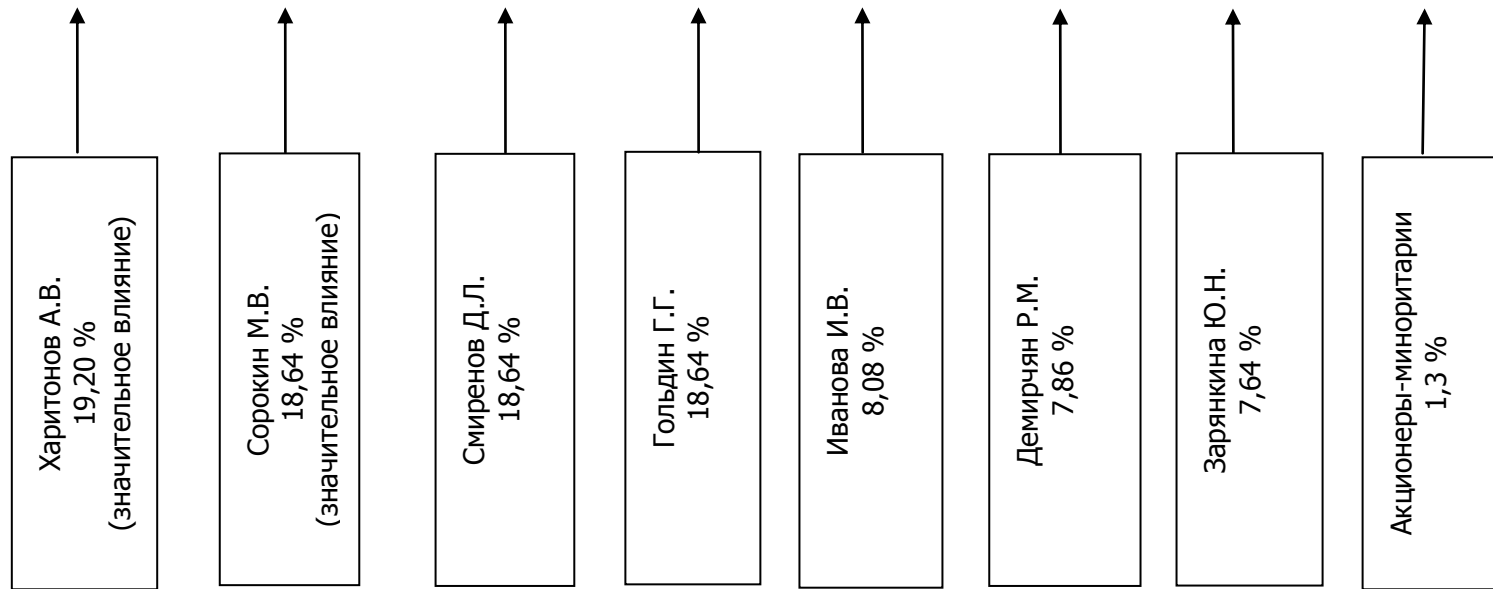 Харитонов А.В.
19,20 %
(значительное влияние)
Сорокин М.В.
18,64 %
(значительное влияние)
Смиренов Д.Л.
18,64 %
Гольдин Г.Г.
18,64 %
Иванова И.В.
8,08 %
Демирчян Р.М.
7,86 %
Зарянкина Ю.Н.
7,64 %
Акционеры-миноритарии
1,3 %